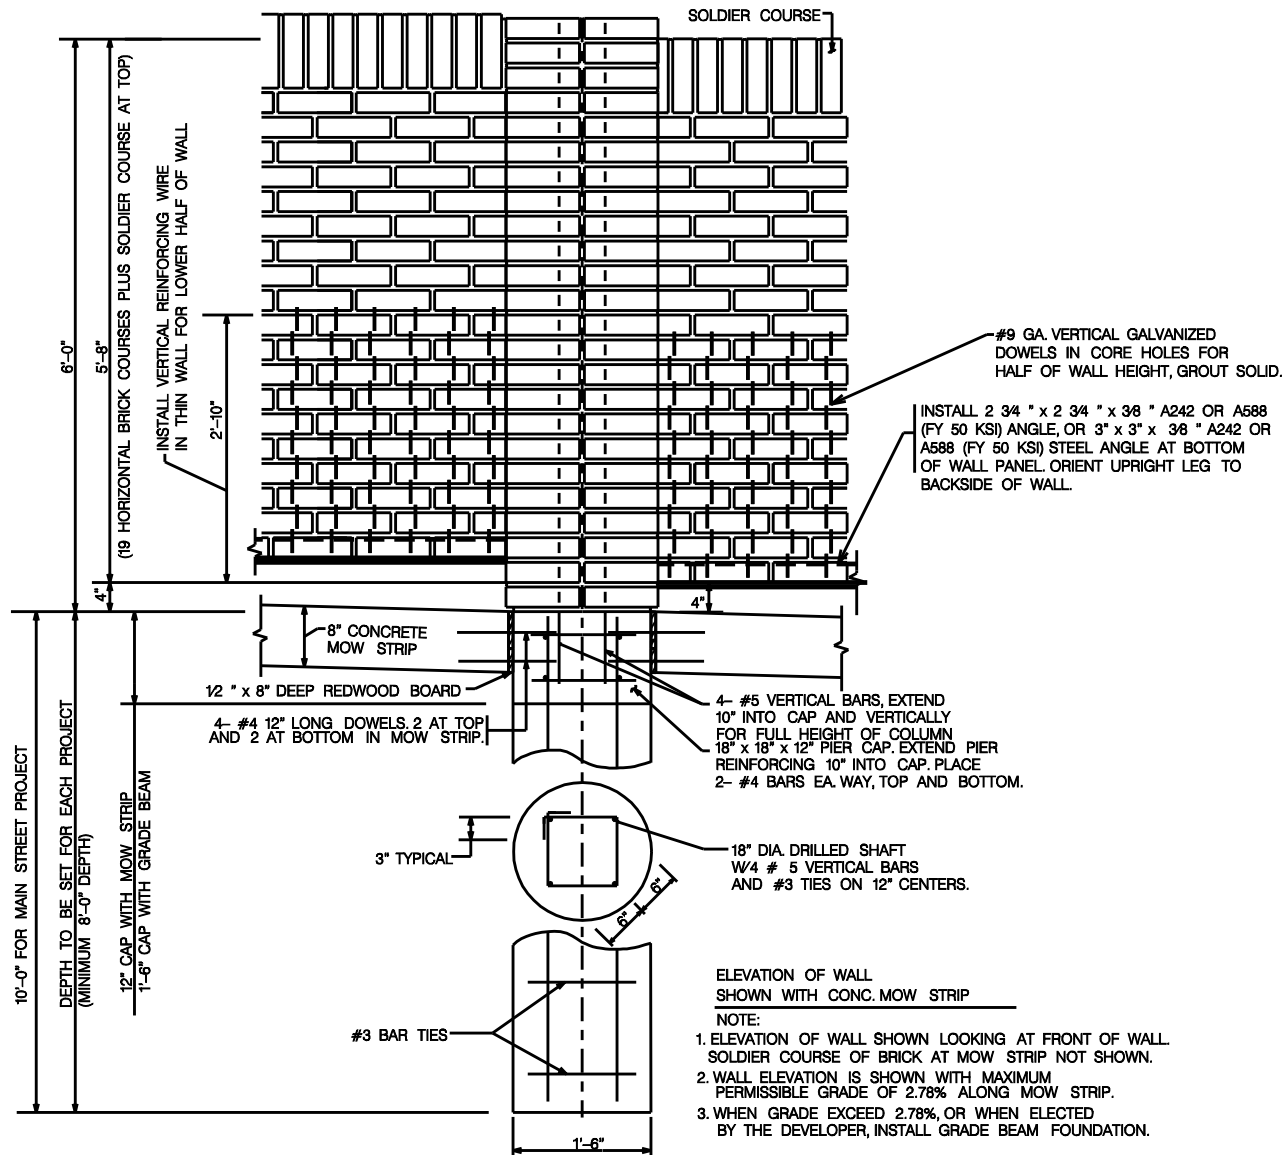 SOLDIER COURSE
6'-0"
5'-8"
(19 HORIZONTAL BRICK COURSES PLUS SOLDIER COURSE AT TOP)
INSTALL VERTICAL REINFORCING WIRE
IN THIN WALL FOR LOWER HALF OF WALL
2'-10"
#9 GA. VERTICAL GALVANIZED
DOWELS IN CORE HOLES FOR
HALF OF WALL HEIGHT, GROUT SOLID.
INSTALL 2 3/4 " x 2 3/4 " x 3/8 " A242 OR A588
(FY 50 KSI) ANGLE, OR 3" x 3" x 3/8 " A242 OR
A588 (FY 50 KSI) STEEL ANGLE AT BOTTOM
OF WALL PANEL. ORIENT UPRIGHT LEG TO
BACKSIDE OF WALL.
4"
4"
8" CONCRETE
MOW STRIP
1/2 " x 8" DEEP REDWOOD BOARD
4- #4 12" LONG DOWELS. 2 AT TOP
AND 2 AT BOTTOM IN MOW STRIP.
4- #5 VERTICAL BARS, EXTEND
10" INTO CAP AND VERTICALLY
FOR FULL HEIGHT OF COLUMN
18" x 18" x 12" PIER CAP. EXTEND PIER
REINFORCING 10" INTO CAP. PLACE
2- #4 BARS EA. WAY, TOP AND BOTTOM.
10'-0" FOR MAIN STREET PROJECT
DEPTH TO BE SET FOR EACH PROJECT
(MINIMUM 8'-0" DEPTH)
12" CAP WITH MOW STRIP
1'-6" CAP WITH GRADE BEAM
3" TYPICAL
18" DIA. DRILLED SHAFT
W/4 # 5 VERTICAL BARS
AND #3 TIES ON 12" CENTERS.
6"
6"
#3 BAR TIES
1'-6"
ELEVATION OF WALL
SHOWN WITH CONC. MOW STRIP
NOTE:
1. ELEVATION OF WALL SHOWN LOOKING AT FRONT OF WALL.
SOLDIER COURSE OF BRICK AT MOW STRIP NOT SHOWN.
2. WALL ELEVATION IS SHOWN WITH MAXIMUM
PERMISSIBLE GRADE OF 2.78% ALONG MOW STRIP.
3. WHEN GRADE EXCEED 2.78%, OR WHEN ELECTED
BY THE DEVELOPER, INSTALL GRADE BEAM FOUNDATION.